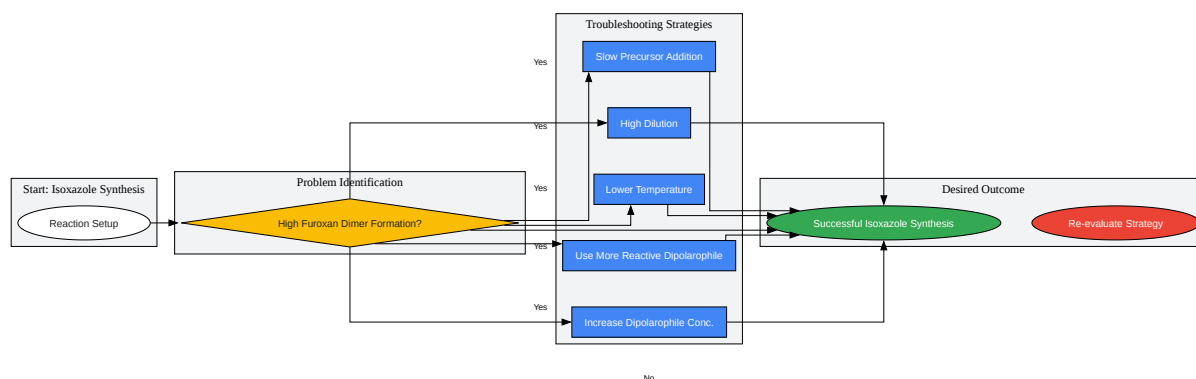 Troubleshooting Strategies
Slow Precursor Addition
Yes
High Dilution
Yes
Start: Isoxazole Synthesis
Problem Identification
Desired Outcome
Yes
Lower Temperature
Reaction Setup
High Furoxan Dimer Formation?
Successful Isoxazole Synthesis
Re-evaluate Strategy
Yes
Use More Reactive Dipolarophile
Yes
Increase Dipolarophile Conc.
No